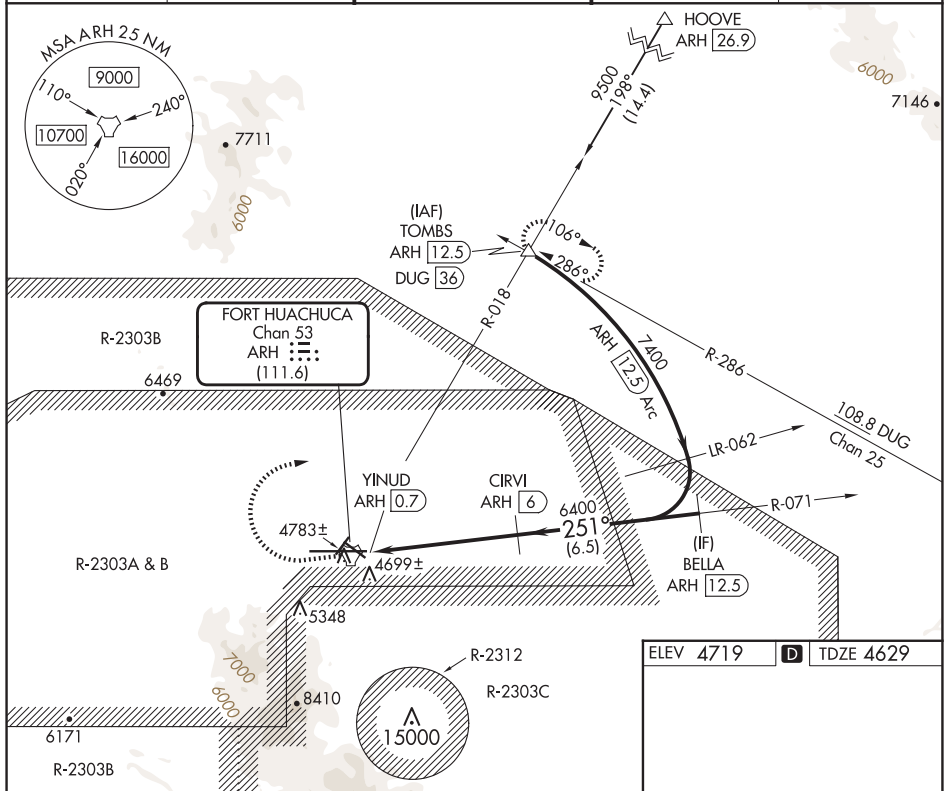 MSA ARH 25 NM
9000
110°
240°
10700
16000
020°
7711
6000
HOOVE
ARH 26.9
9500
198°
(14.4)
6000
7146
(IAF)
TOMBS
ARH 12.5
DUG 36
106°
286°
R-018
7400
ARH 12.5 Arc
R-286
108.8 DUG
Chan 25
R-2303B
FORT HUACHUCA
Chan 53
ARH
(111.6)
6469
LR-062
R-071
YINUD
ARH 0.7
CIRVI
ARH 6
6400
251°
(6.5)
(IF)
BELLA
ARH 12.5
4783±
4699±
R-2303A & B
5348
7000
6000
8410
R-2312
R-2303C
15000
6171
R-2303B
ELEV 4719 D TDZE 4629